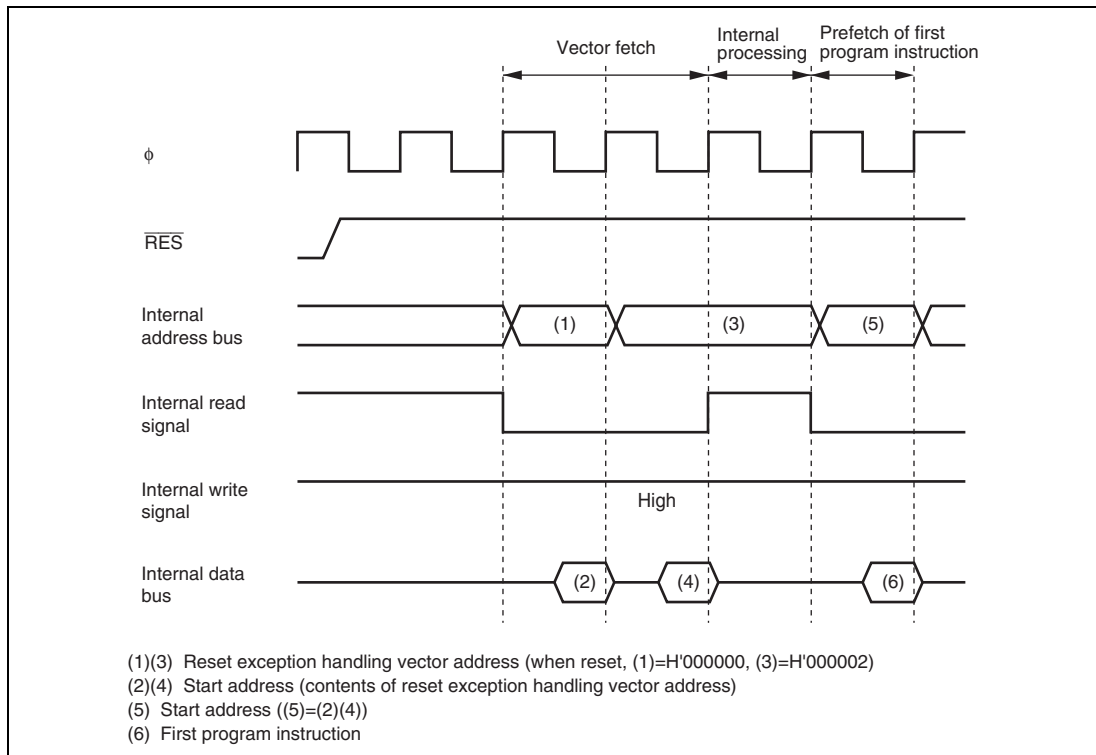 Vector fetch
Internal
processing
Prefetch of first
program instruction
ϕ
RES
Internal
address bus
(1)
(3)
(5)
Internal read
signal
Internal write
signal
High
Internal data
bus
(2)
(4)
(6)
(1)(3) Reset exception handling vector address (when reset, (1)=H'000000, (3)=H'000002)
(2)(4) Start address (contents of reset exception handling vector address)
(5) Start address ((5)=(2)(4))
(6) First program instruction